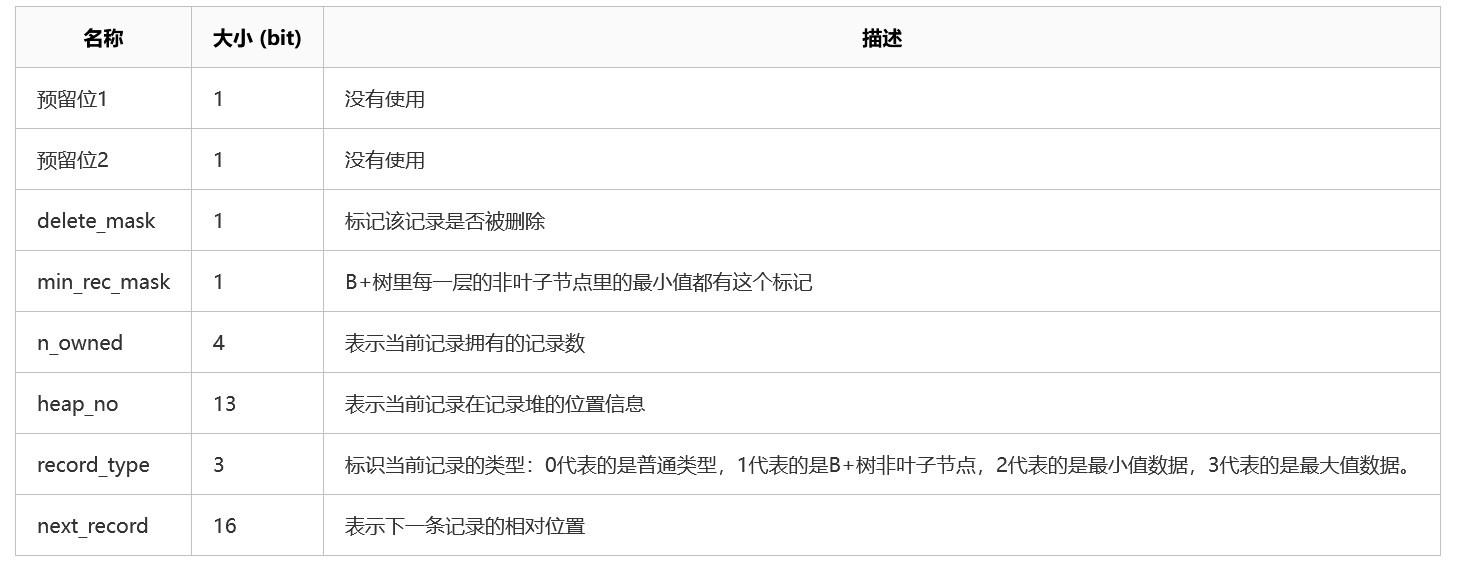 名称 大小 (bit) 描述
预留位1 1 没有使用
预留位2 1 没有使用
delete_mask 1 标记该记录是否被删除
min_rec_mask 1 B+树里每一层的非叶子节点里的最小值都有这个标记
n_owned 4 表示当前记录拥有的记录数
heap_no 13 表示当前记录在记录堆的位置信息
record_type 3 标识当前记录的类型：0代表的是普通类型，1代表的是B+树非叶子节点，2代表的是最小值数据，3代表的是最大值数据。
next_record 16 表示下一条记录的相对位置